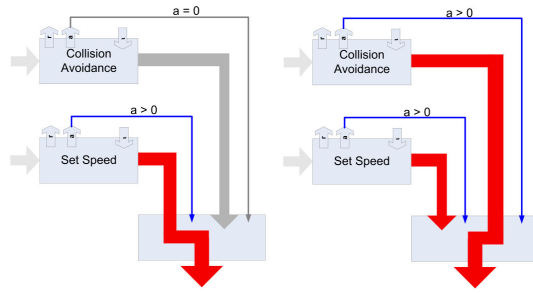 a = 0
r
a
i
Collision
Avoidance
a > 0
r
a
i
Set Speed
a > 0
r
a
i
Collision
Avoidance
a > 0
r
a
i
Set Speed